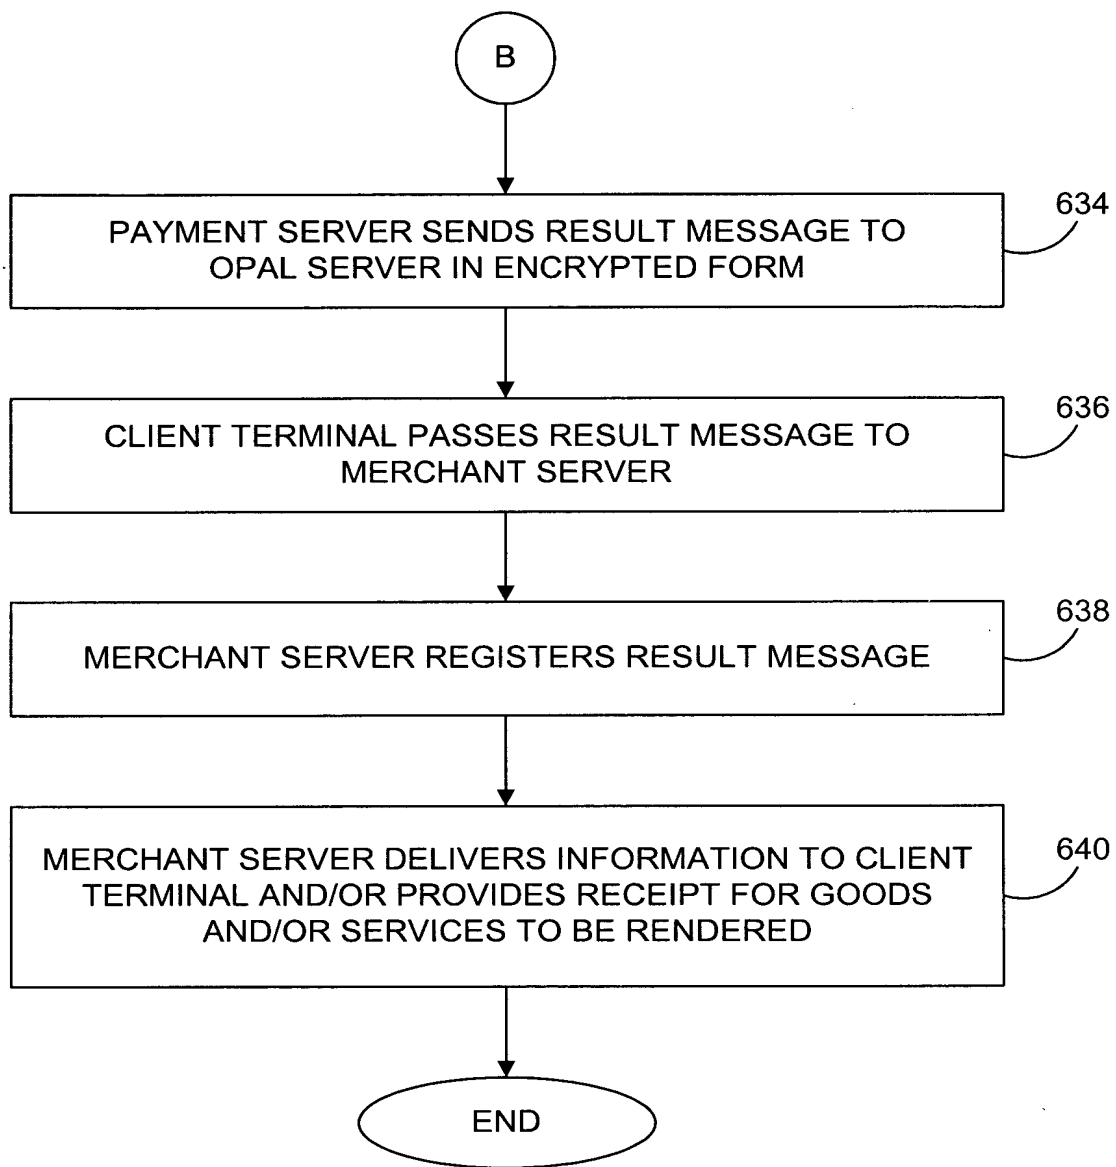 B
PAYMENT SERVER SENDS RESULT MESSAGE TO
OPAL SERVER IN ENCRYPTED FORM
634
CLIENT TERMINAL PASSES RESULT MESSAGE TO
MERCHANT SERVER
636
MERCHANT SERVER REGISTERS RESULT MESSAGE
638
MERCHANT SERVER DELIVERS INFORMATION TO CLIENT
TERMINAL AND/OR PROVIDES RECEIPT FOR GOODS
AND/OR SERVICES TO BE RENDERED
640
END